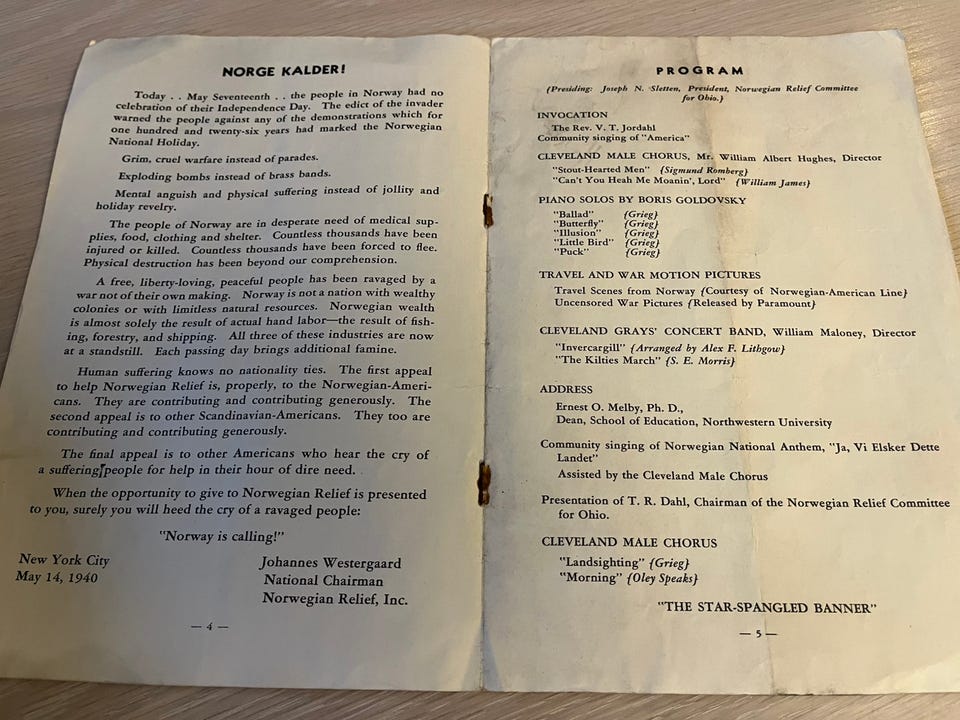 NORGE KALDER!
Today . . May Seventeenth . . the people in Norway had no
celebration of their Independence Day. The edict of the invader
warned the people against any of the demonstrations which for
one hundred and twenty-six years had marked the Norwegian
National Holiday.
Grim, cruel warfare instead of parades.
Exploding bombs instead of brass bands.
Mental anguish and physical suffering instead of jollity and
holiday revelry.
The people of Norway are in desperate need of medical sup-
plies, food, clothing and shelter. Countless thousands have been
injured or killed. Countless thousands have been forced to flee.
Physical destruction has been beyond our comprehension.
A free, liberty-loving, peaceful people has been ravaged by a
war not of their own making. Norway is not a nation with wealthy
colonies or with limitless natural resources. Norwegian wealth
is almost solely the result of actual hand labor—the result of fish-
ing, forestry, and shipping. All three of these industries are now
at a standstill. Each passing day brings additional famine.
Human suffering knows no nationality ties. The first appeal
to help Norwegian Relief is, properly, to the Norwegian-Ameri-
cans. They are contributing and contributing generously. The
second appeal is to other Scandinavian-Americans. They too are
contributing and contributing generously.
The final appeal is to other Americans who hear the cry of
a suffering people for help in their hour of dire need.
When the opportunity to give to Norwegian Relief is presented
to you, surely you will heed the cry of a ravaged people:
"Norway is calling!"
New York City
May 14, 1940
Johannes Westergaard
National Chairman
Norwegian Relief, Inc.
— 4 —
PROGRAM
{Presiding: Joseph N. Sletten, President, Norwegian Relief Committee
for Ohio.}
INVOCATION
The Rev. V. T. Jordahl
Community singing of "America"
CLEVELAND MALE CHORUS, Mr. William Albert Hughes, Director
"Stout-Hearted Men" {Sigmund Romberg}
"Can't You Heah Me Moanin', Lord" {William James}
PIANO SOLOS BY BORIS GOLDOVSKY
"Ballad" {Grieg}
"Butterfly" {Grieg}
"Illusion" {Grieg}
"Little Bird" {Grieg}
"Puck" {Grieg}
TRAVEL AND WAR MOTION PICTURES
Travel Scenes from Norway {Courtesy of Norwegian-American Line}
Uncensored War Pictures {Released by Paramount}
CLEVELAND GRAYS' CONCERT BAND, William Maloney, Director
"Invercargill" {Arranged by Alex F. Lithgow}
"The Kilties March" {S. E. Morris}
ADDRESS
Ernest O. Melby, Ph. D.,
Dean, School of Education, Northwestern University
Community singing of Norwegian National Anthem, "Ja, Vi Elsker Dette
Landet"
Assisted by the Cleveland Male Chorus
Presentation of T. R. Dahl, Chairman of the Norwegian Relief Committee
for Ohio.
CLEVELAND MALE CHORUS
"Landsighting" {Grieg}
"Morning" {Oley Speaks}
"THE STAR-SPANGLED BANNER"
— 5 —